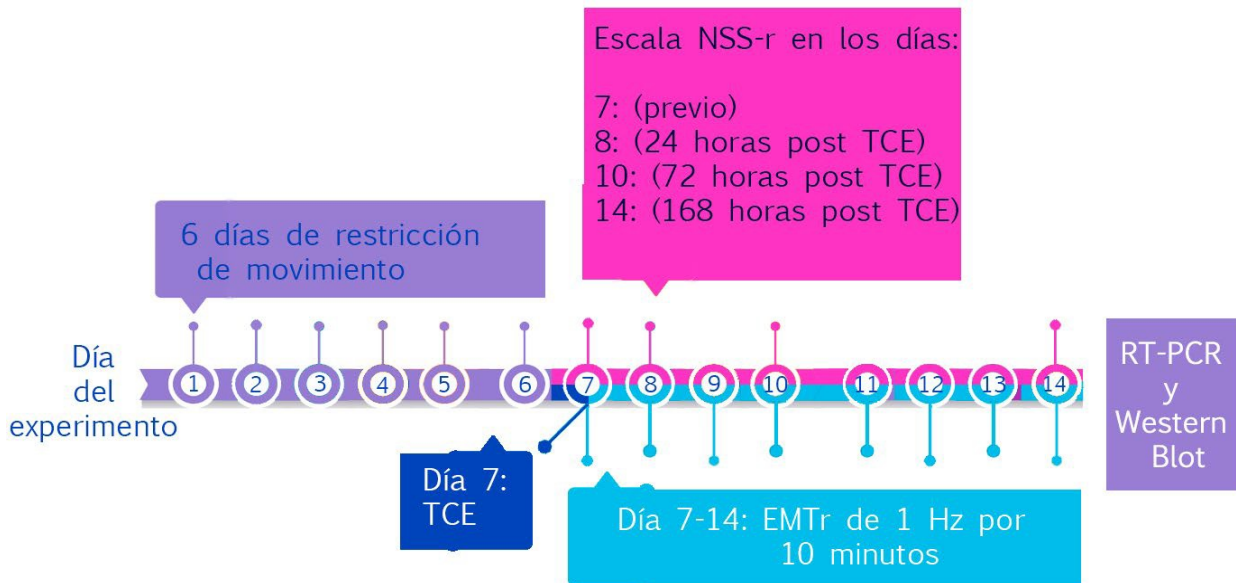 Escala NSS-r en los días:
7: (previo)
8: (24 horas post TCE)
10: (72 horas post TCE)
14: (168 horas post TCE)
6 días de restricción
de movimiento
Día
del
experimento
1 2 3 4 5 6 7 8 9 10 11 12 13 14
RT-PCR
y
Western
Blot
Día 7:
TCE
Día 7-14: EMTr de 1 Hz por
10 minutos